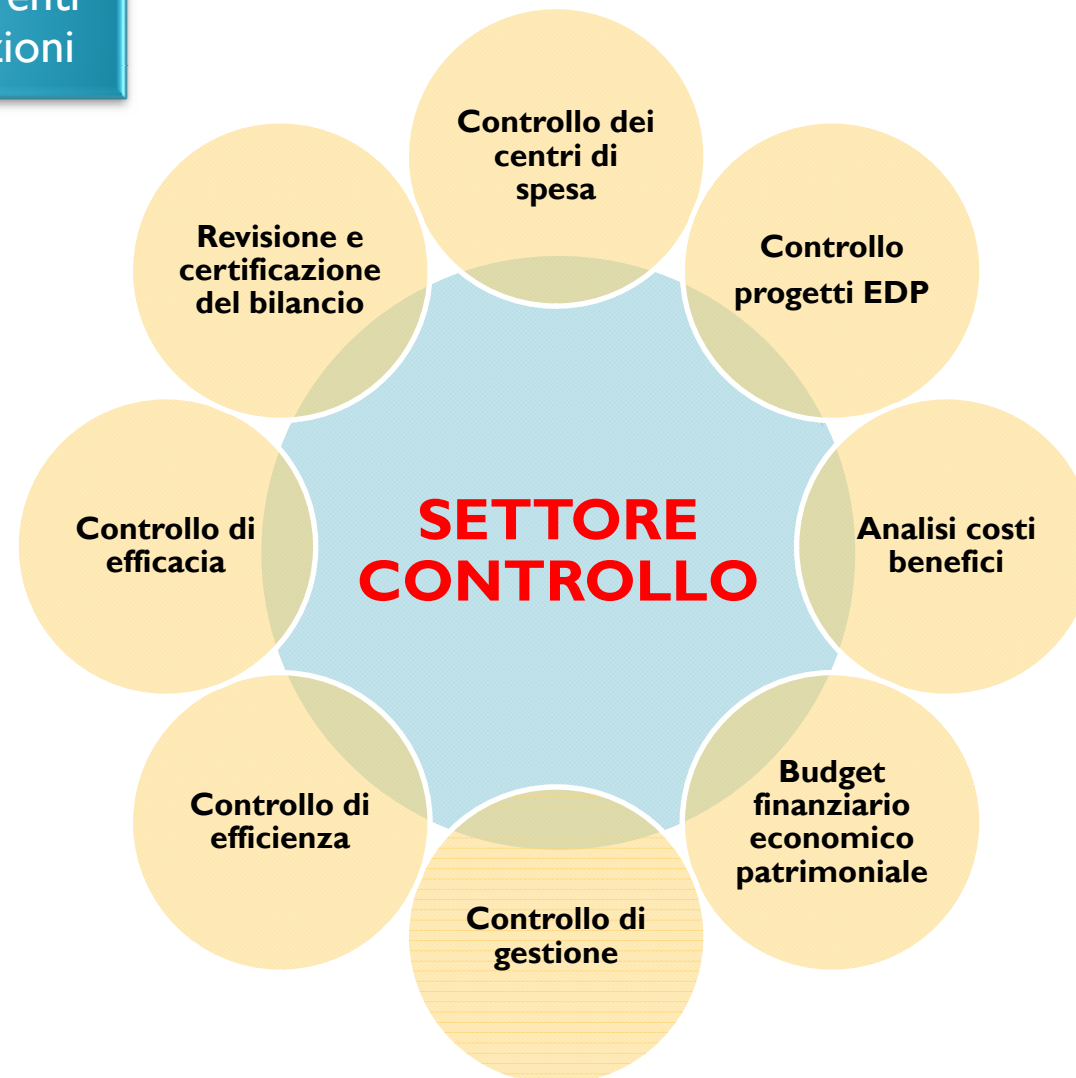 zioni
Controllo dei
centri di
spesa
Controllo
progetti EDP
Analisi costi
benefici
Budget
finanziario
economico
patrimoniale
Controllo di
gestione
Controllo di
efficienza
Controllo di
efficacia
Revisione e
certificazione
del bilancio
SETTORE
CONTROLLO